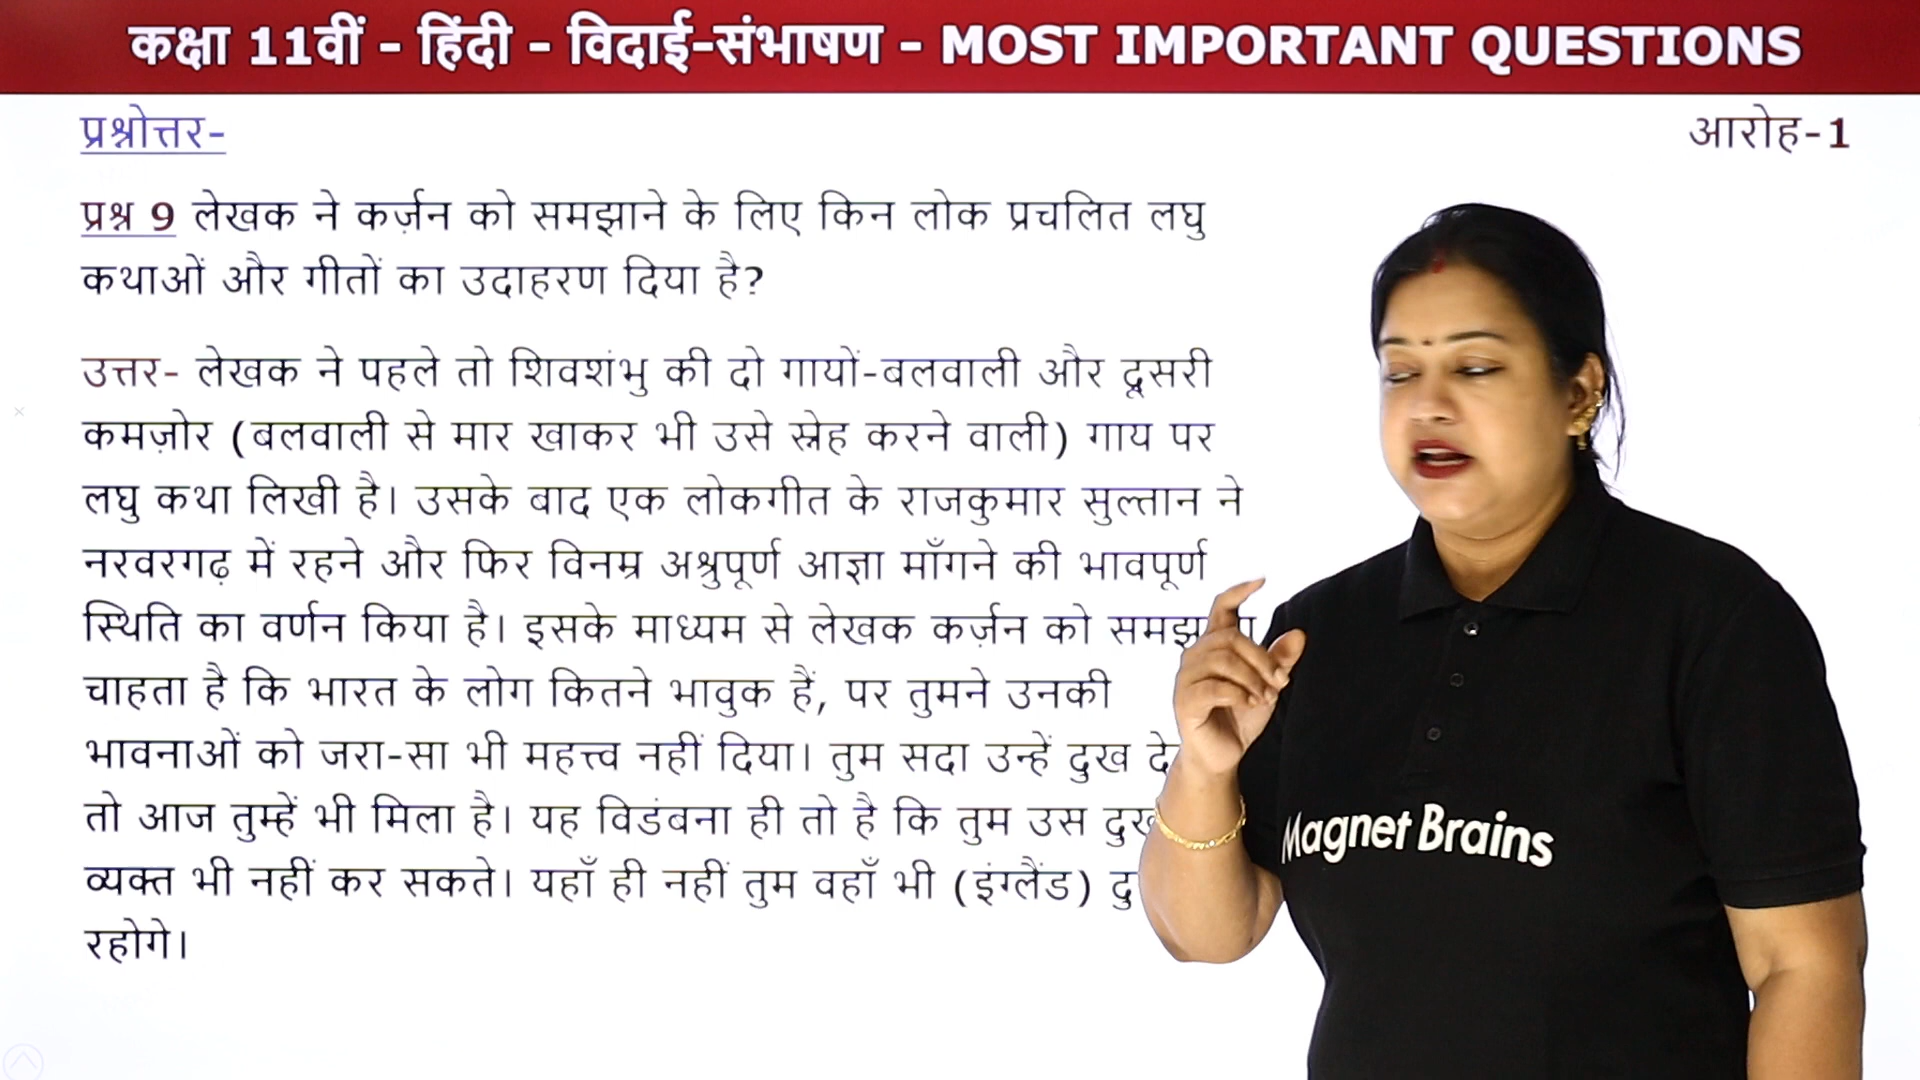 कक्षा 11वीं - हिंदी - विदाई-संभाषण - MOST IMPORTANT QUESTIONS
प्रश्नोत्तर-
आरोह-1
प्रश्न 9 लेखक ने कर्ज़न को समझाने के लिए किन लोक प्रचलित लघु
कथाओं और गीतों का उदाहरण दिया है?
उत्तर- लेखक ने पहले तो शिवशंभु की दो गायों-बलवाली और दूसरी
कमज़ोर (बलवाली से मार खाकर भी उसे स्नेह करने वाली) गाय पर
लघु कथा लिखी है। उसके बाद एक लोकगीत के राजकुमार सुल्तान ने
नरवरगढ़ में रहने और फिर विनम्र अश्रुपूर्ण आज्ञा माँगने की भावपूर्ण
स्थिति का वर्णन किया है। इसके माध्यम से लेखक कर्ज़न को
चाहता है कि भारत के लोग कितने भावुक हैं, पर तुमने उनकी
भावनाओं को जरा-सा भी महत्त्व नहीं दिया। तुम सदा उन्हें दुख
तो आज तुम्हें भी मिला है। यह विडंबना ही तो है कि तुम उस
व्यक्त भी नहीं कर सकते। यहाँ ही नहीं तुम वहाँ भी (इंग्लैंड)
रहोगे।
Magnet Brains